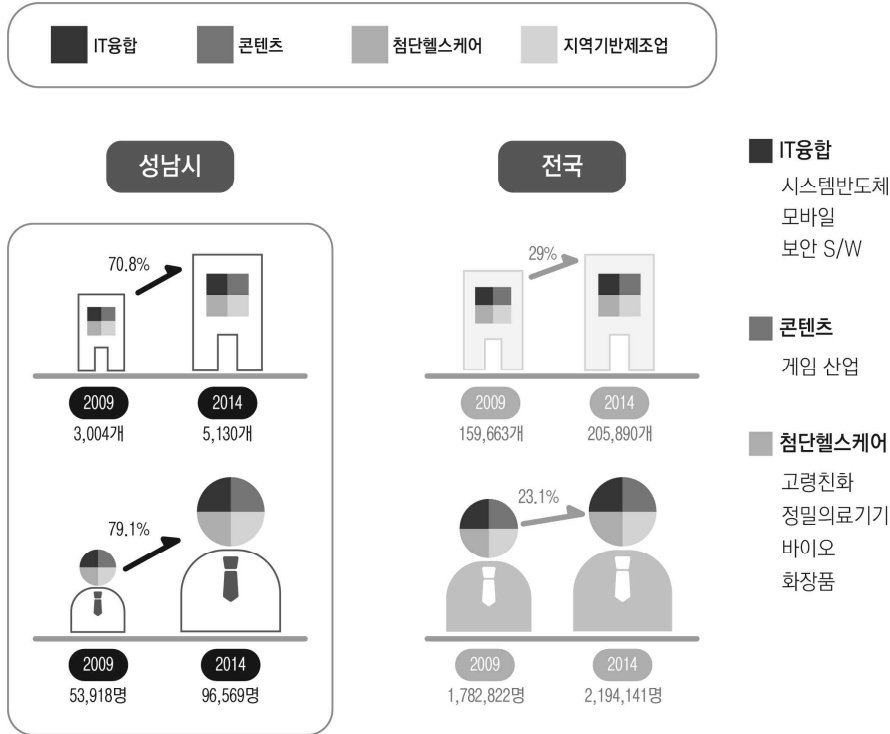 IT융합
콘텐츠
첨단헬스케어
지역기반제조업
성남시
70.8%
2009
2014
3,004개
5,130개
79.1%
2009
2014
53,918명
96,569명
전국
29%
2009
2014
159,663개
205,890개
23.1%
2009
2014
1,782,822명
2,194,141명
IT융합
시스템반도체
모바일
보안 S/W
콘텐츠
게임 산업
첨단헬스케어
고령친화
정밀의료기기
바이오
화장품